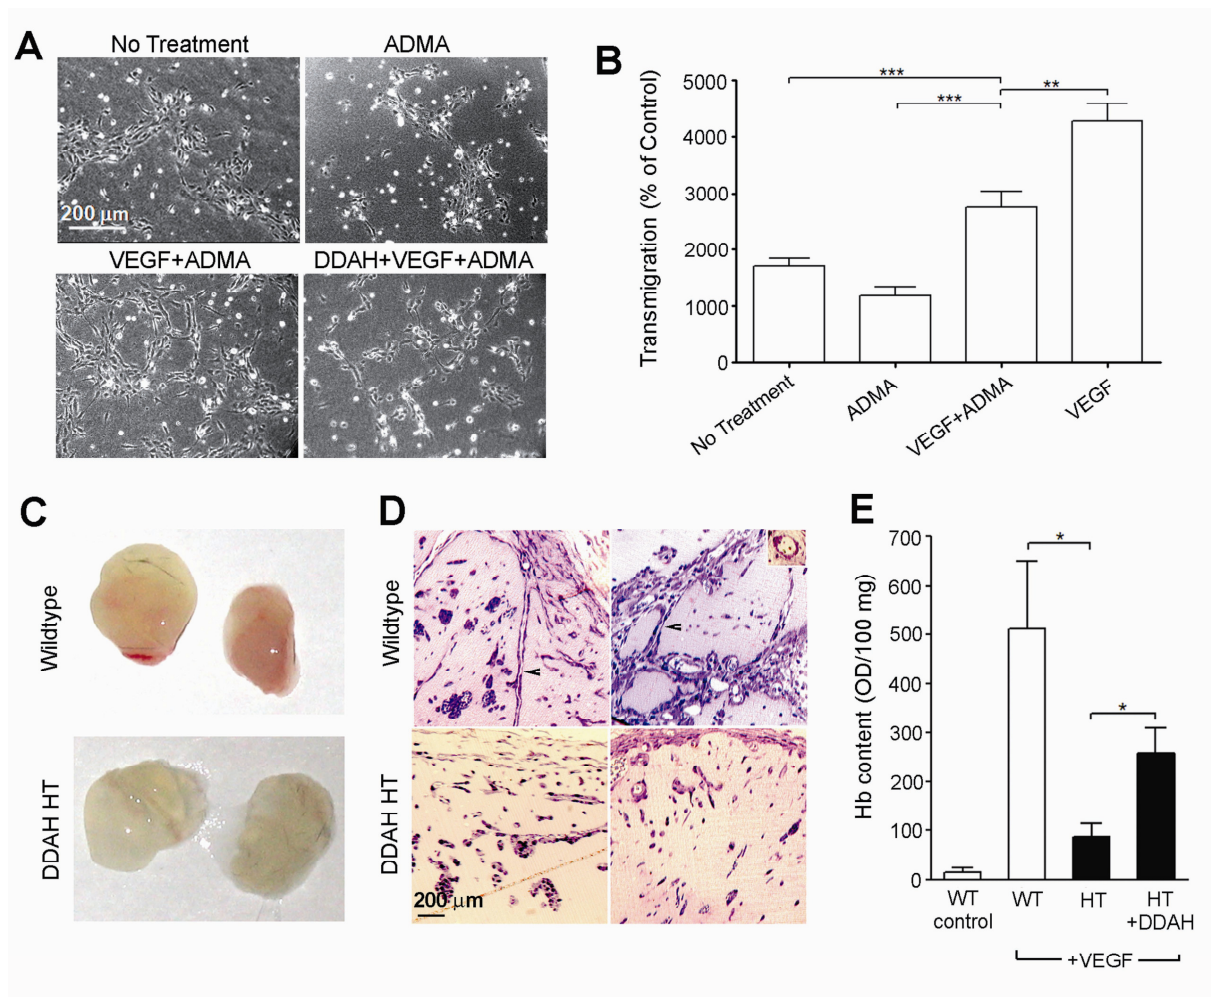 A
No Treatment
ADMA
200 µm
VEGF+ADMA
DDAH+VEGF+ADMA
B
Transmigration (% of Control)
5000
4000
3000
2000
1000
0
***
***
**
No Treatment
ADMA
VEGF+ADMA
VEGF
C
Wildtype
DDAH HT
D
Wildtype
DDAH HT
200 µm
E
Hb content (OD/100 mg)
700
600
500
400
300
200
100
0
*
*
WT control
WT
HT
HT +DDAH
+VEGF